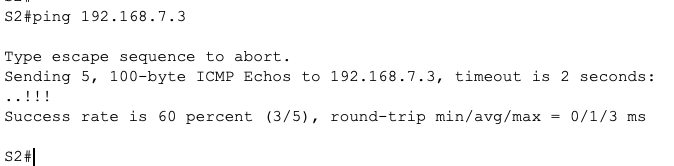 S2#ping 192.168.7.3
Type escape sequence to abort.
Sending 5, 100-byte ICMP Echos to 192.168.7.3, timeout is 2 seconds:
..!!!
Success rate is 60 percent (3/5), round-trip min/avg/max = 0/1/3 ms
S2#